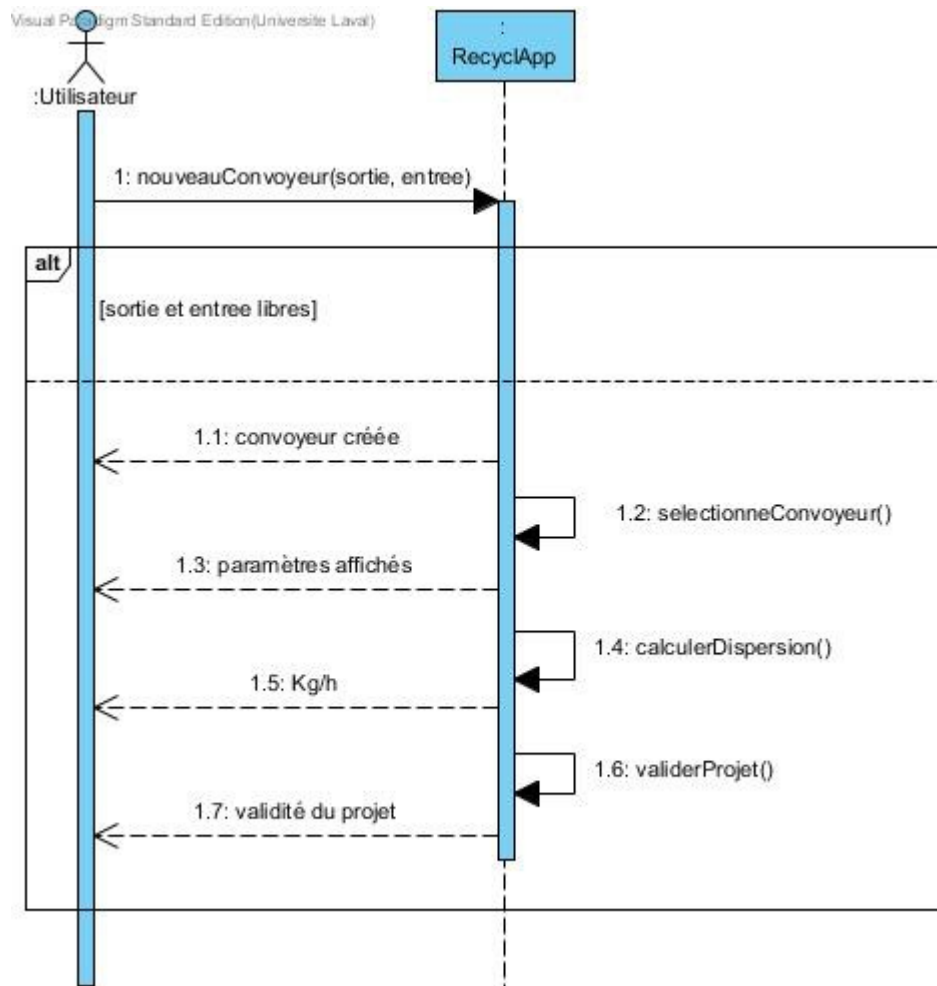 Visual Paradigm Standard Edition(Universite Laval)
:
RecyclApp
:Utilisateur
1: nouveauConvoyeur(sortie, entree)
alt
[sortie et entree libres]
1.1: convoyeur créée
1.2: selectionneConvoyeur()
1.3: paramètres affichés
1.4: calculerDispersion()
1.5: Kg/h
1.6: validerProjet()
1.7: validité du projet